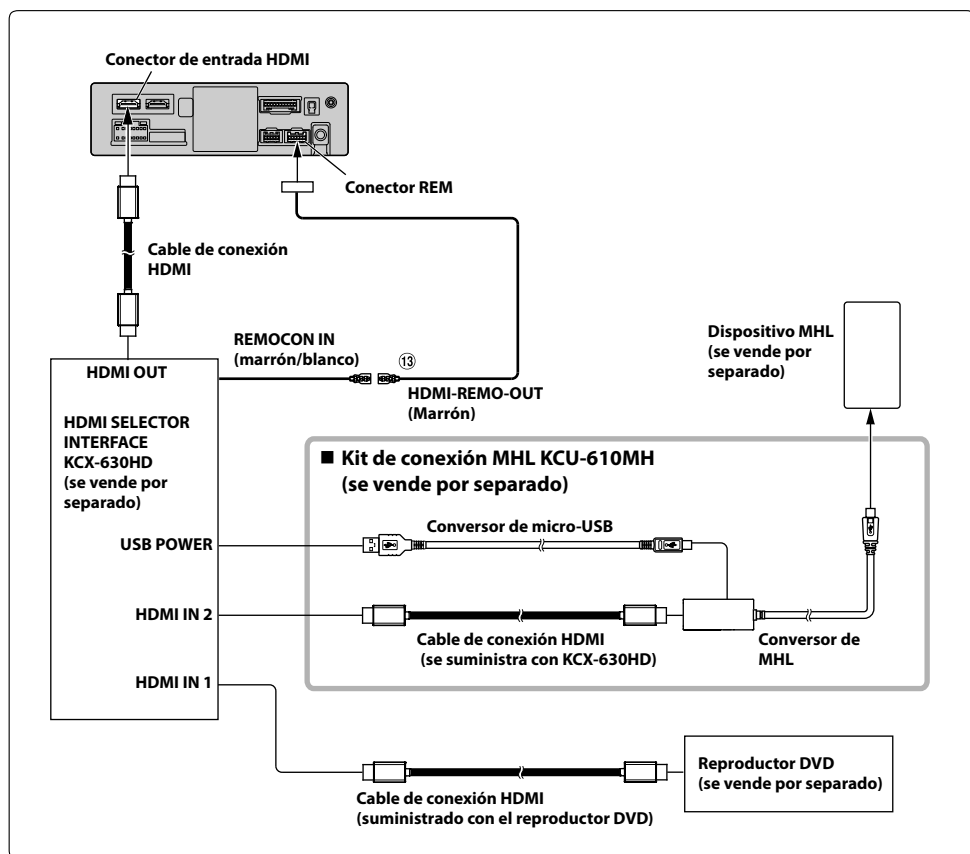 Conector de entrada HDMI
Conector REM
Cable de conexión
HDMI
REMOCON IN
(marrón/blanco)
⑬
HDMI-REMO-OUT
(Marrón)
Dispositivo MHL
(se vende por
separado)
HDMI OUT
HDMI SELECTOR
INTERFACE
KCX-630HD
(se vende por
separado)
■ Kit de conexión MHL KCU-610MH
(se vende por separado)
Conversor de micro-USB
USB POWER
HDMI IN 2
Cable de conexión HDMI
(se suministra con KCX-630HD)
Conversor de
MHL
HDMI IN 1
Reproductor DVD
(se vende por separado)
Cable de conexión HDMI
(suministrado con el reproductor DVD)